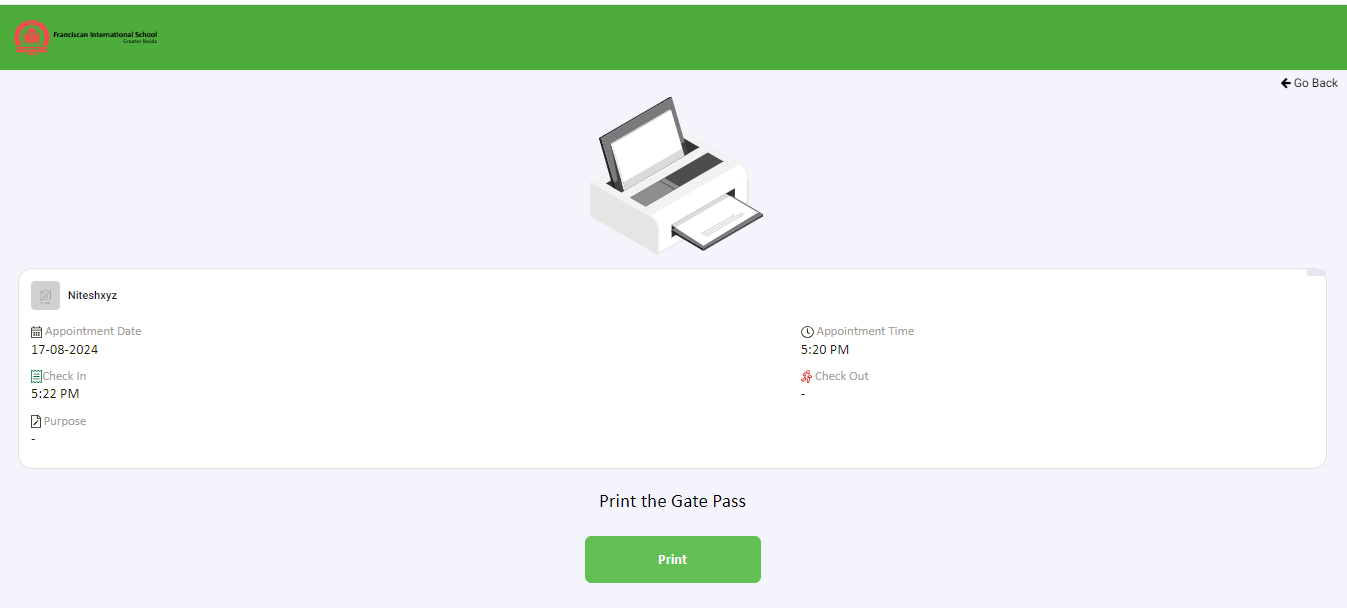 Franciscan International School
Greater Noida
Go Back
Niteshxyz
Appointment Date
17-08-2024
Appointment Time
5:20 PM
Check In
5:22 PM
Check Out
-
Purpose
-
Print the Gate Pass
Print